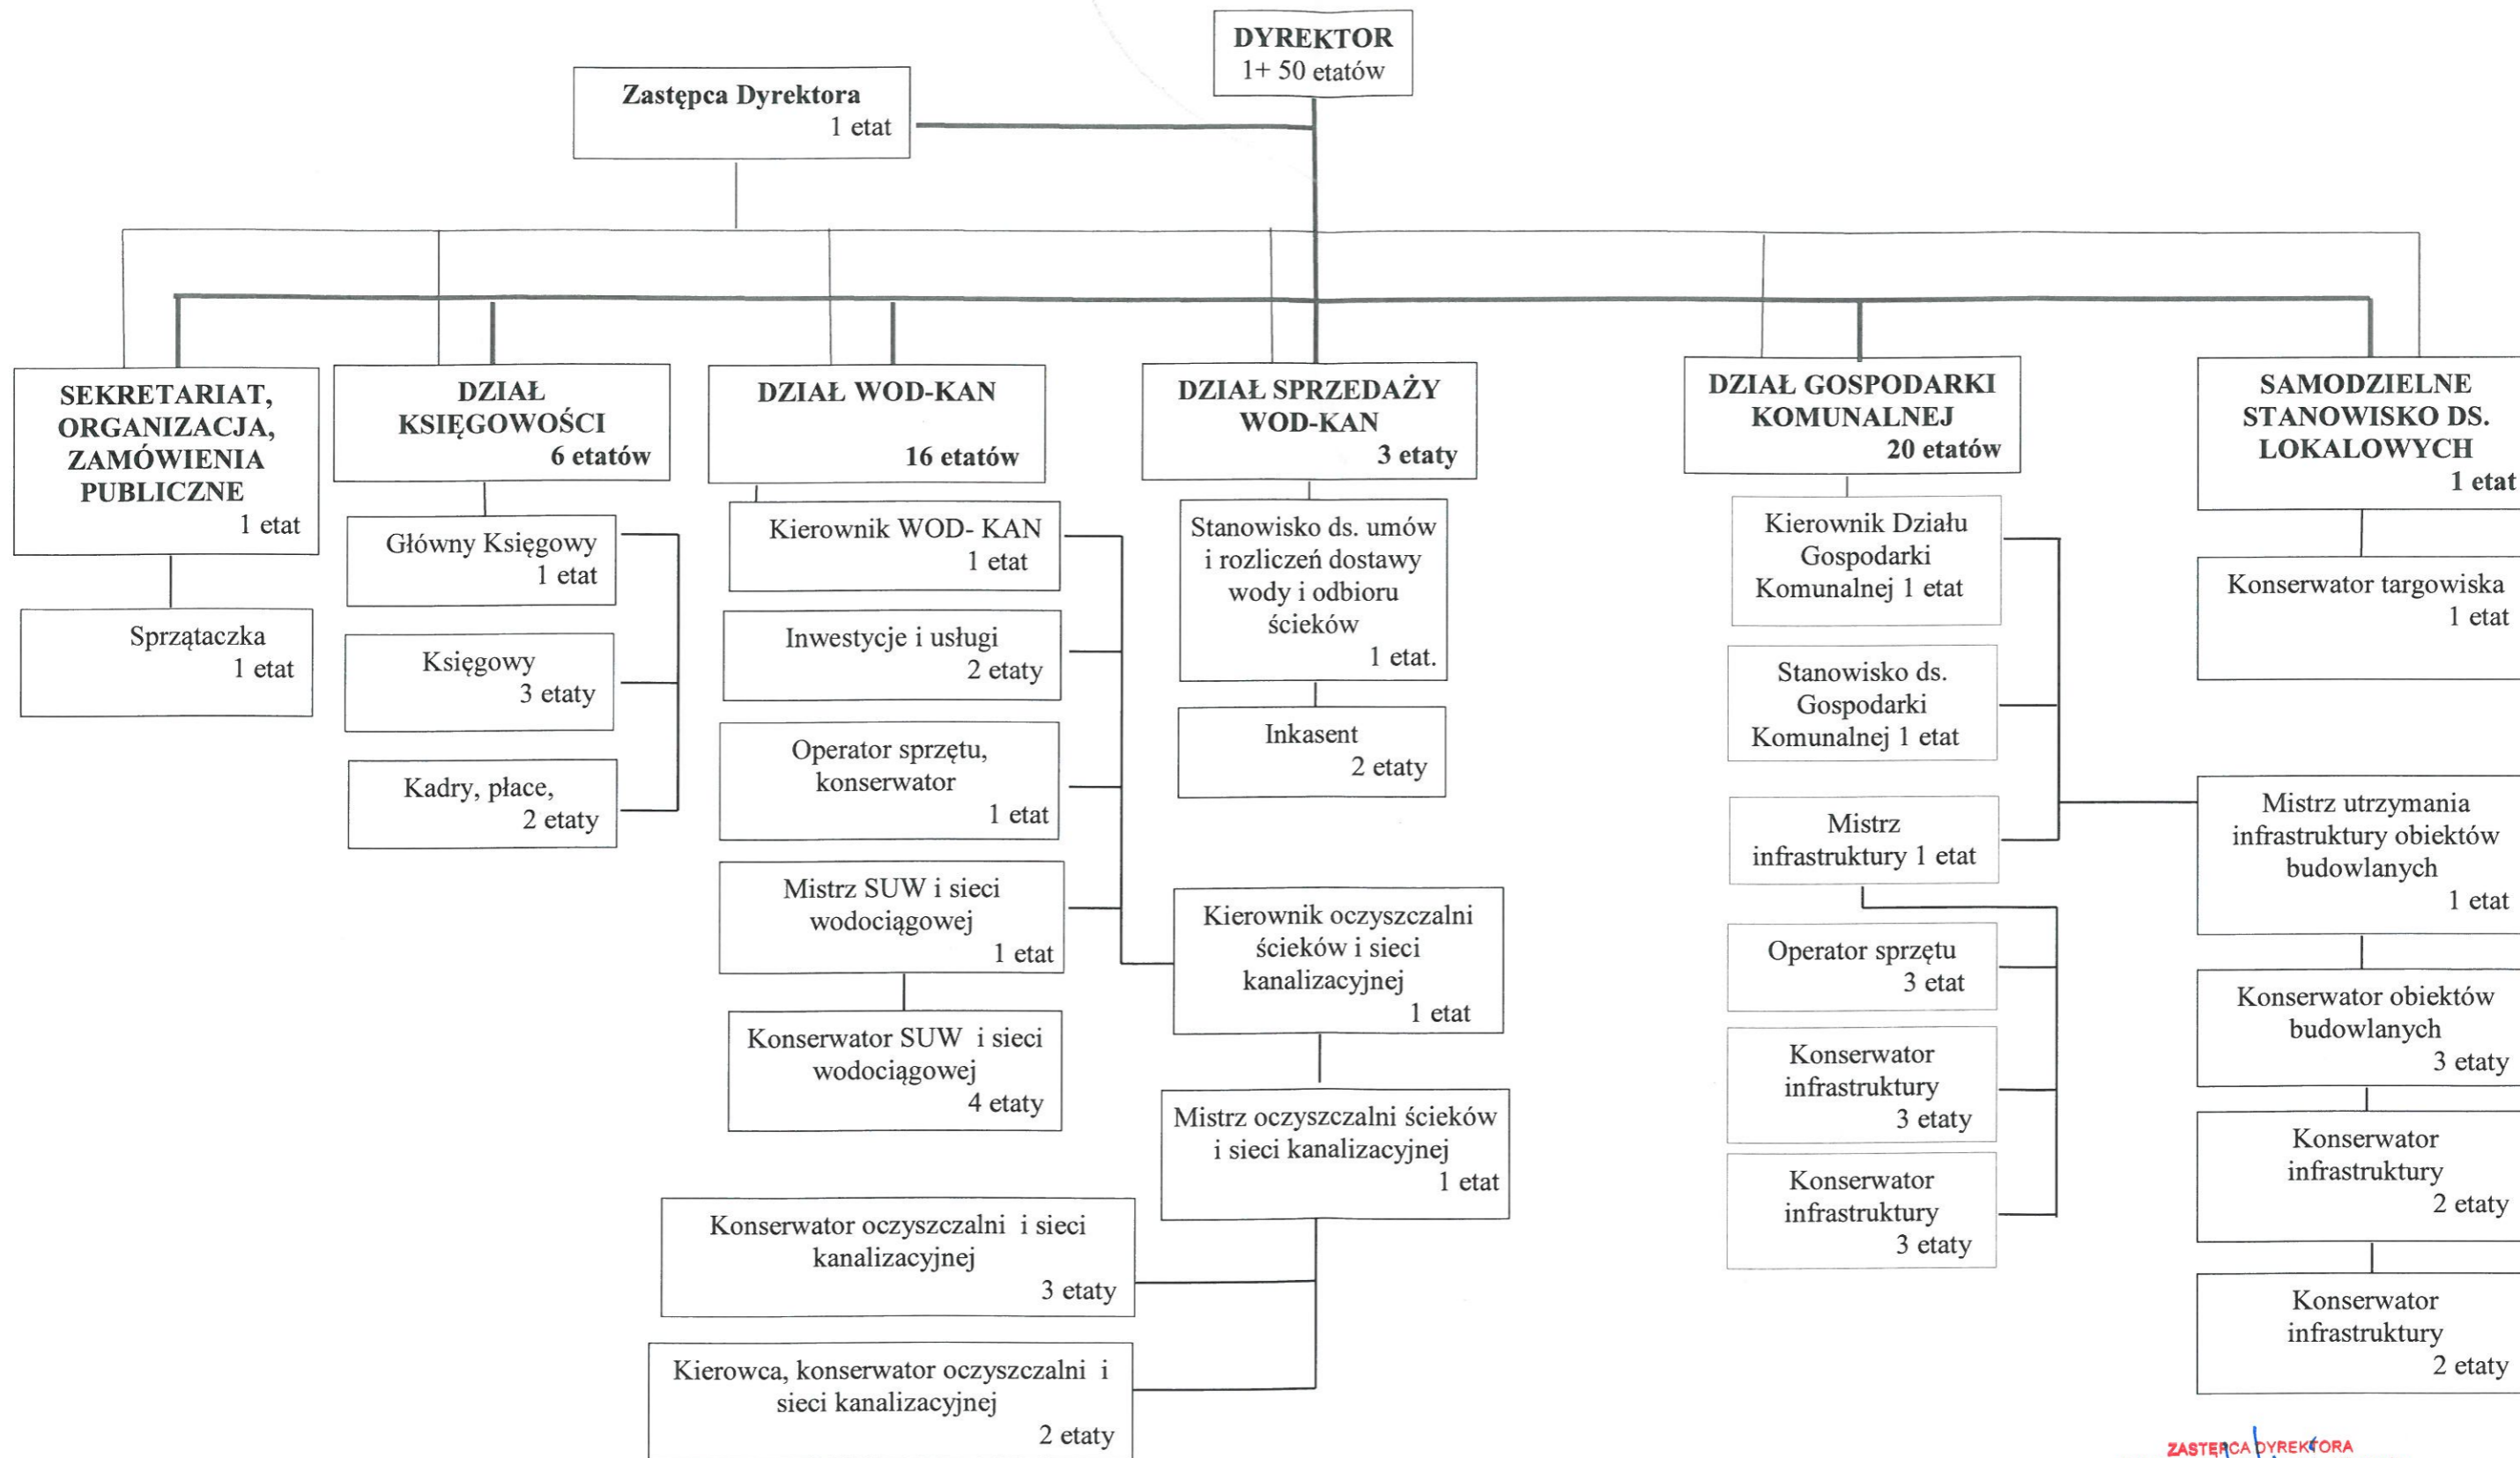 DYREKTOR
1+ 50 etatów
Zastępca Dyrektora
1 etat
SEKRETARIAT,
ORGANIZACJA,
ZAMÓWIENIA
PUBLICZNE
1 etat
Sprzątaczka
1 etat
DZIAŁ
KSIĘGOWOŚCI
6 etatów
Główny Księgowy
1 etat
Księgowy
3 etaty
Kadry, płace,
2 etaty
DZIAŁ WOD-KAN
16 etatów
Kierownik WOD- KAN
1 etat
Inwestycje i usługi
2 etaty
Operator sprzętu,
konserwator
1 etat
Mistrz SUW i sieci
wodociągowej
1 etat
Konserwator SUW i sieci
wodociągowej
4 etaty
Kierownik oczyszczalni
ścieków i sieci
kanalizacyjnej
1 etat
Mistrz oczyszczalni ścieków
i sieci kanalizacyjnej
1 etat
Konserwator oczyszczalni i sieci
kanalizacyjnej
3 etaty
Kierowca, konserwator oczyszczalni i
sieci kanalizacyjnej
2 etaty
DZIAŁ SPRZEDAŻY
WOD-KAN
3 etaty
Stanowisko ds. umów
i rozliczeń dostawy
wody i odbioru
ścieków
1 etat.
Inkasent
2 etaty
DZIAŁ GOSPODARKI
KOMUNALNEJ
20 etatów
Kierownik Działu
Gospodarki
Komunalnej 1 etat
Stanowisko ds.
Gospodarki
Komunalnej 1 etat
Mistrz
infrastruktury 1 etat
Operator sprzętu
3 etat
Konserwator
infrastruktury
3 etaty
Konserwator
infrastruktury
3 etaty
SAMODZIELNE
STANOWISKO DS.
LOKALOWYCH
1 etat
Konserwator targowiska
1 etat
Mistrz utrzymania
infrastruktury obiektów
budowlanych
1 etat
Konserwator obiektów
budowlanych
3 etaty
Konserwator
infrastruktury
2 etaty
Konserwator
infrastruktury
2 etaty
ZASTĘPCA DYREKTORA